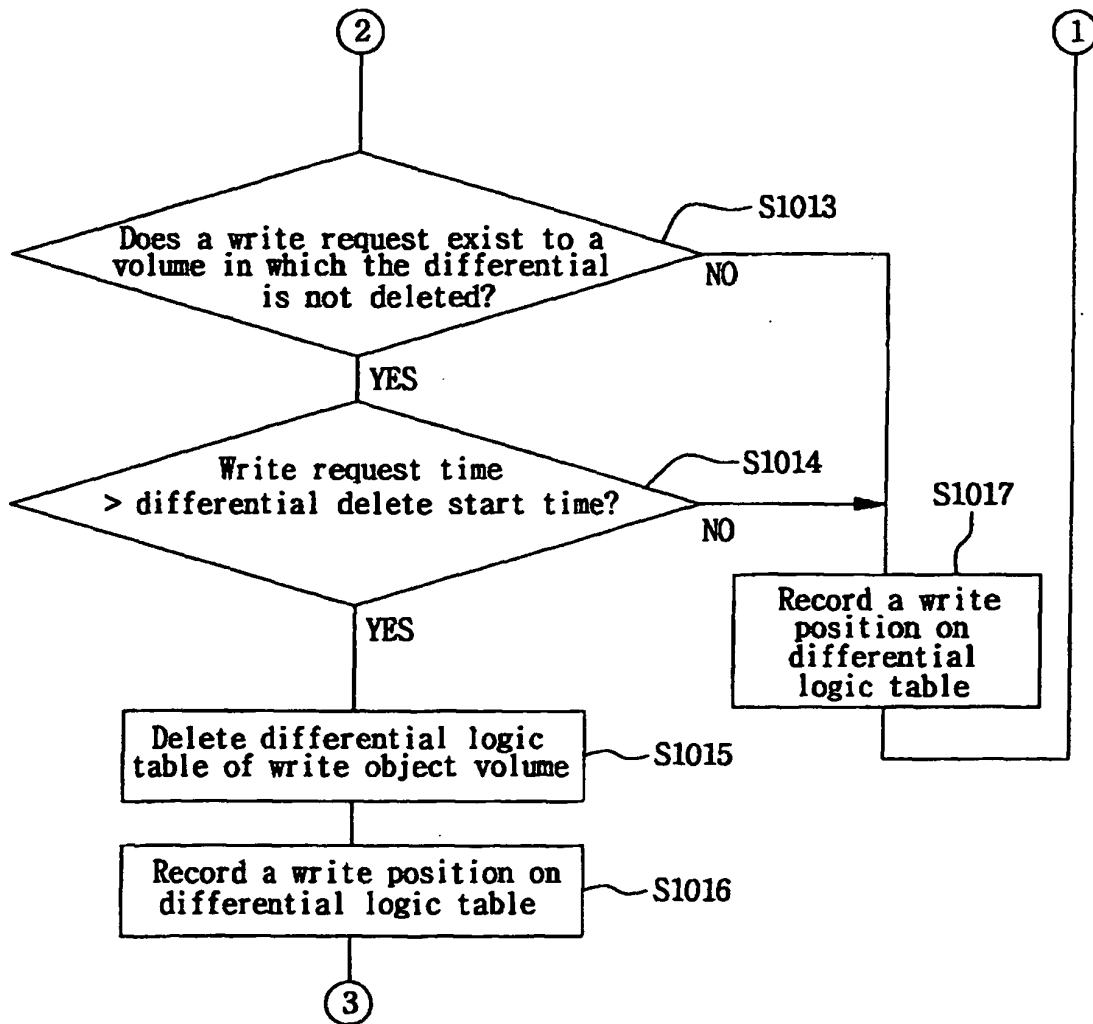 2
1
S1013
Does a write request exist to a
volume in which the differential
is not deleted?
NO
YES
S1014
Write request time
> differential delete start time?
NO
S1017
YES
Record a write
position on
differential
logic table
Delete differential logic
table of write object volume
S1015
Record a write position on
differential logic table
S1016
3